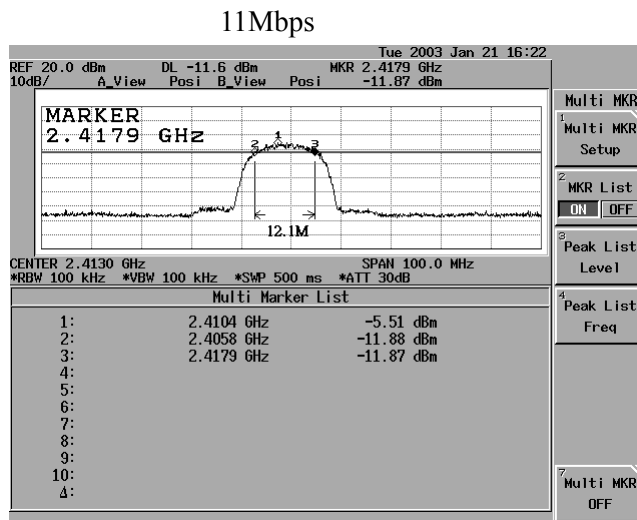 11Mbps
Tue 2003 Jan 21 16:22
REF 20.0 dBm DL -11.6 dBm MKR 2.4179 GHz
10dB/ A_View Posi B_View Posi -11.87 dBm
MARKER
2.4179 GHz
2 1 3
12.1M
CENTER 2.4130 GHz SPAN 100.0 MHz
*RBW 100 kHz *VBW 100 kHz *SWP 500 ms *ATT 30dB
Multi Marker List
1: 2.4104 GHz -5.51 dBm
2: 2.4058 GHz -11.88 dBm
3: 2.4179 GHz -11.87 dBm
4:
5:
6:
7:
8:
9:
10:
Δ:
Multi MKR
1 Multi MKR
Setup
2 MKR List
ON OFF
3 Peak List
Level
4 Peak List
Freq
7 Multi MKR
OFF